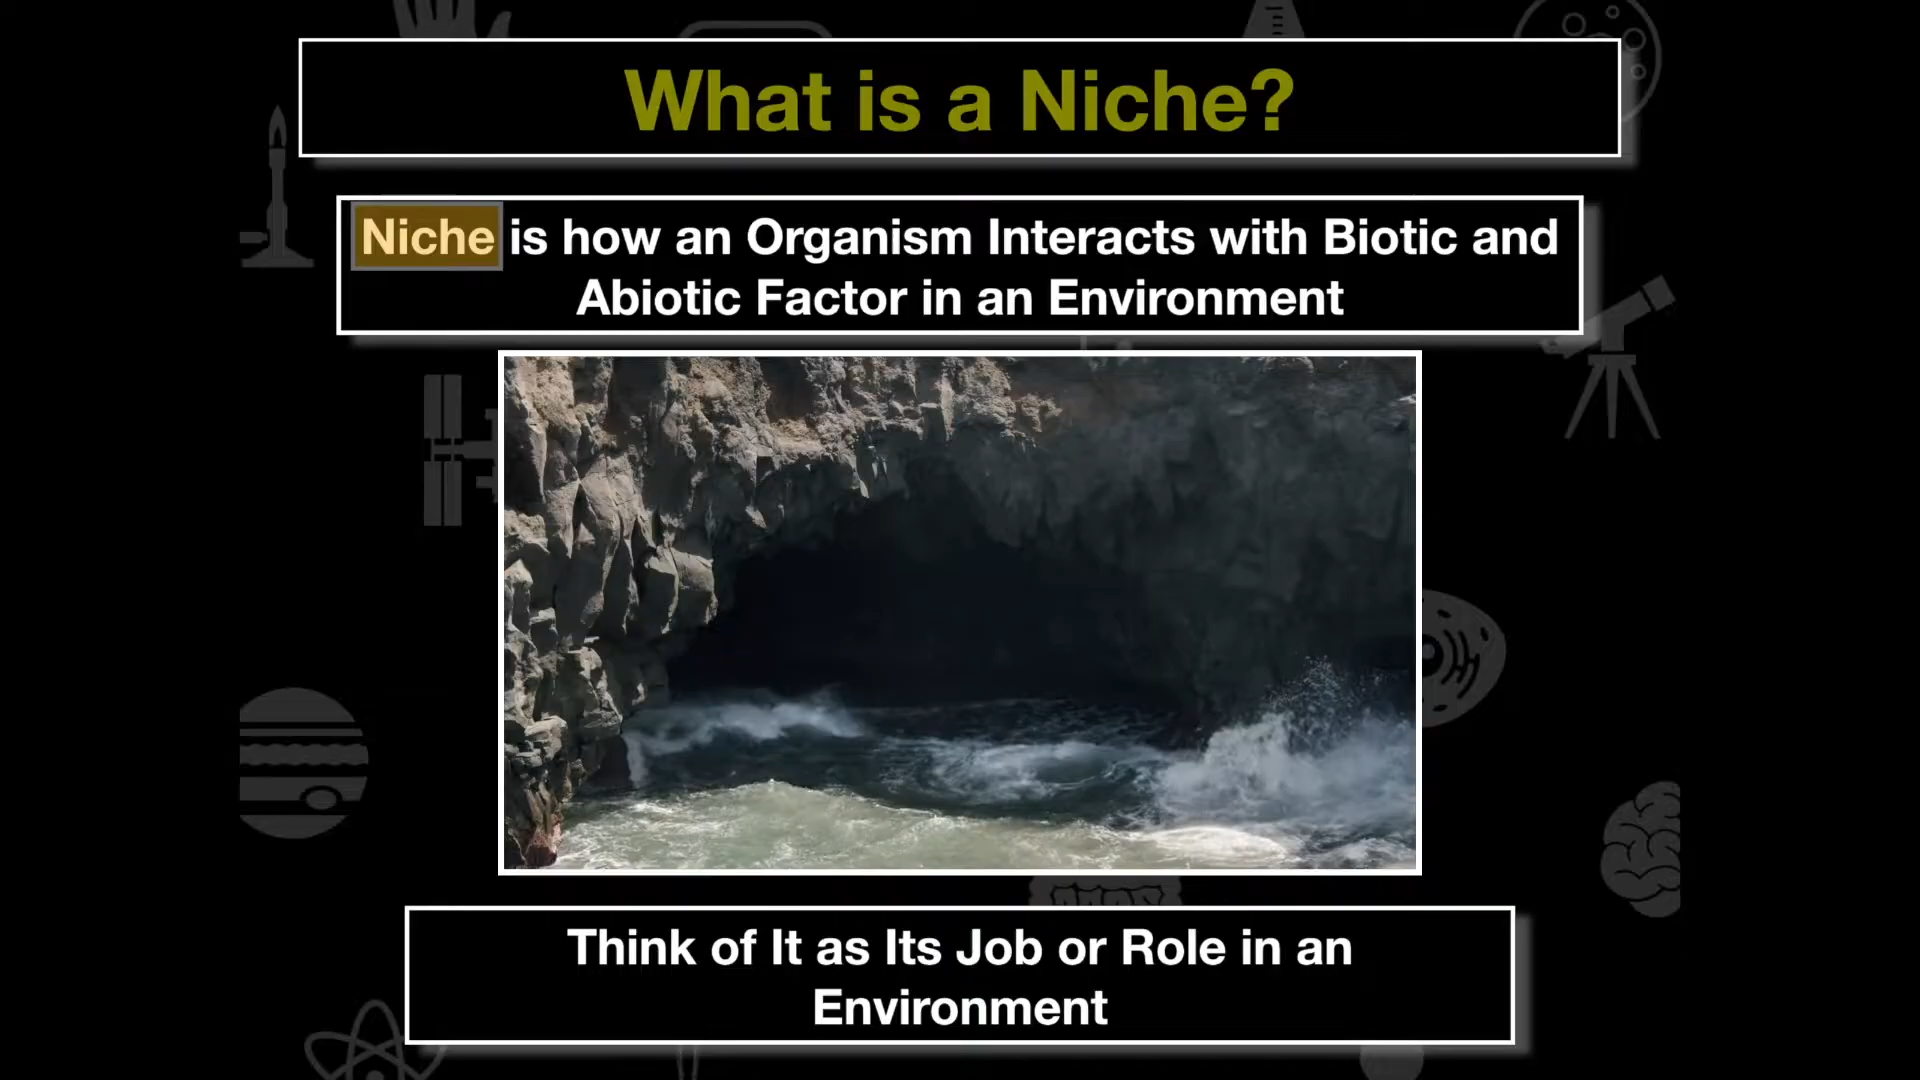 What is a Niche?
Niche is how an Organism Interacts with Biotic and
Abiotic Factor in an Environment
Think of It as Its Job or Role in an
Environment